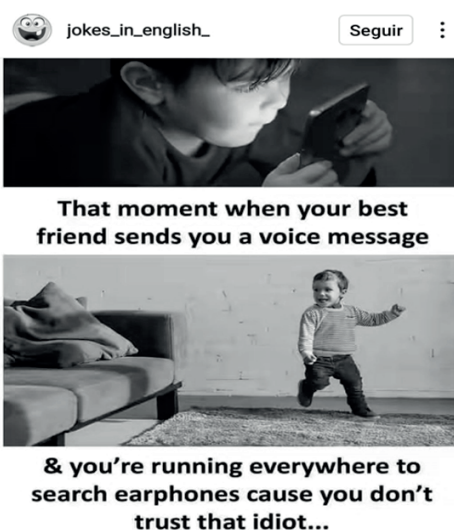 jokes_in_english_
Seguir
That moment when your best
friend sends you a voice message
& you're running everywhere to
search earphones cause you don't
trust that idiot...